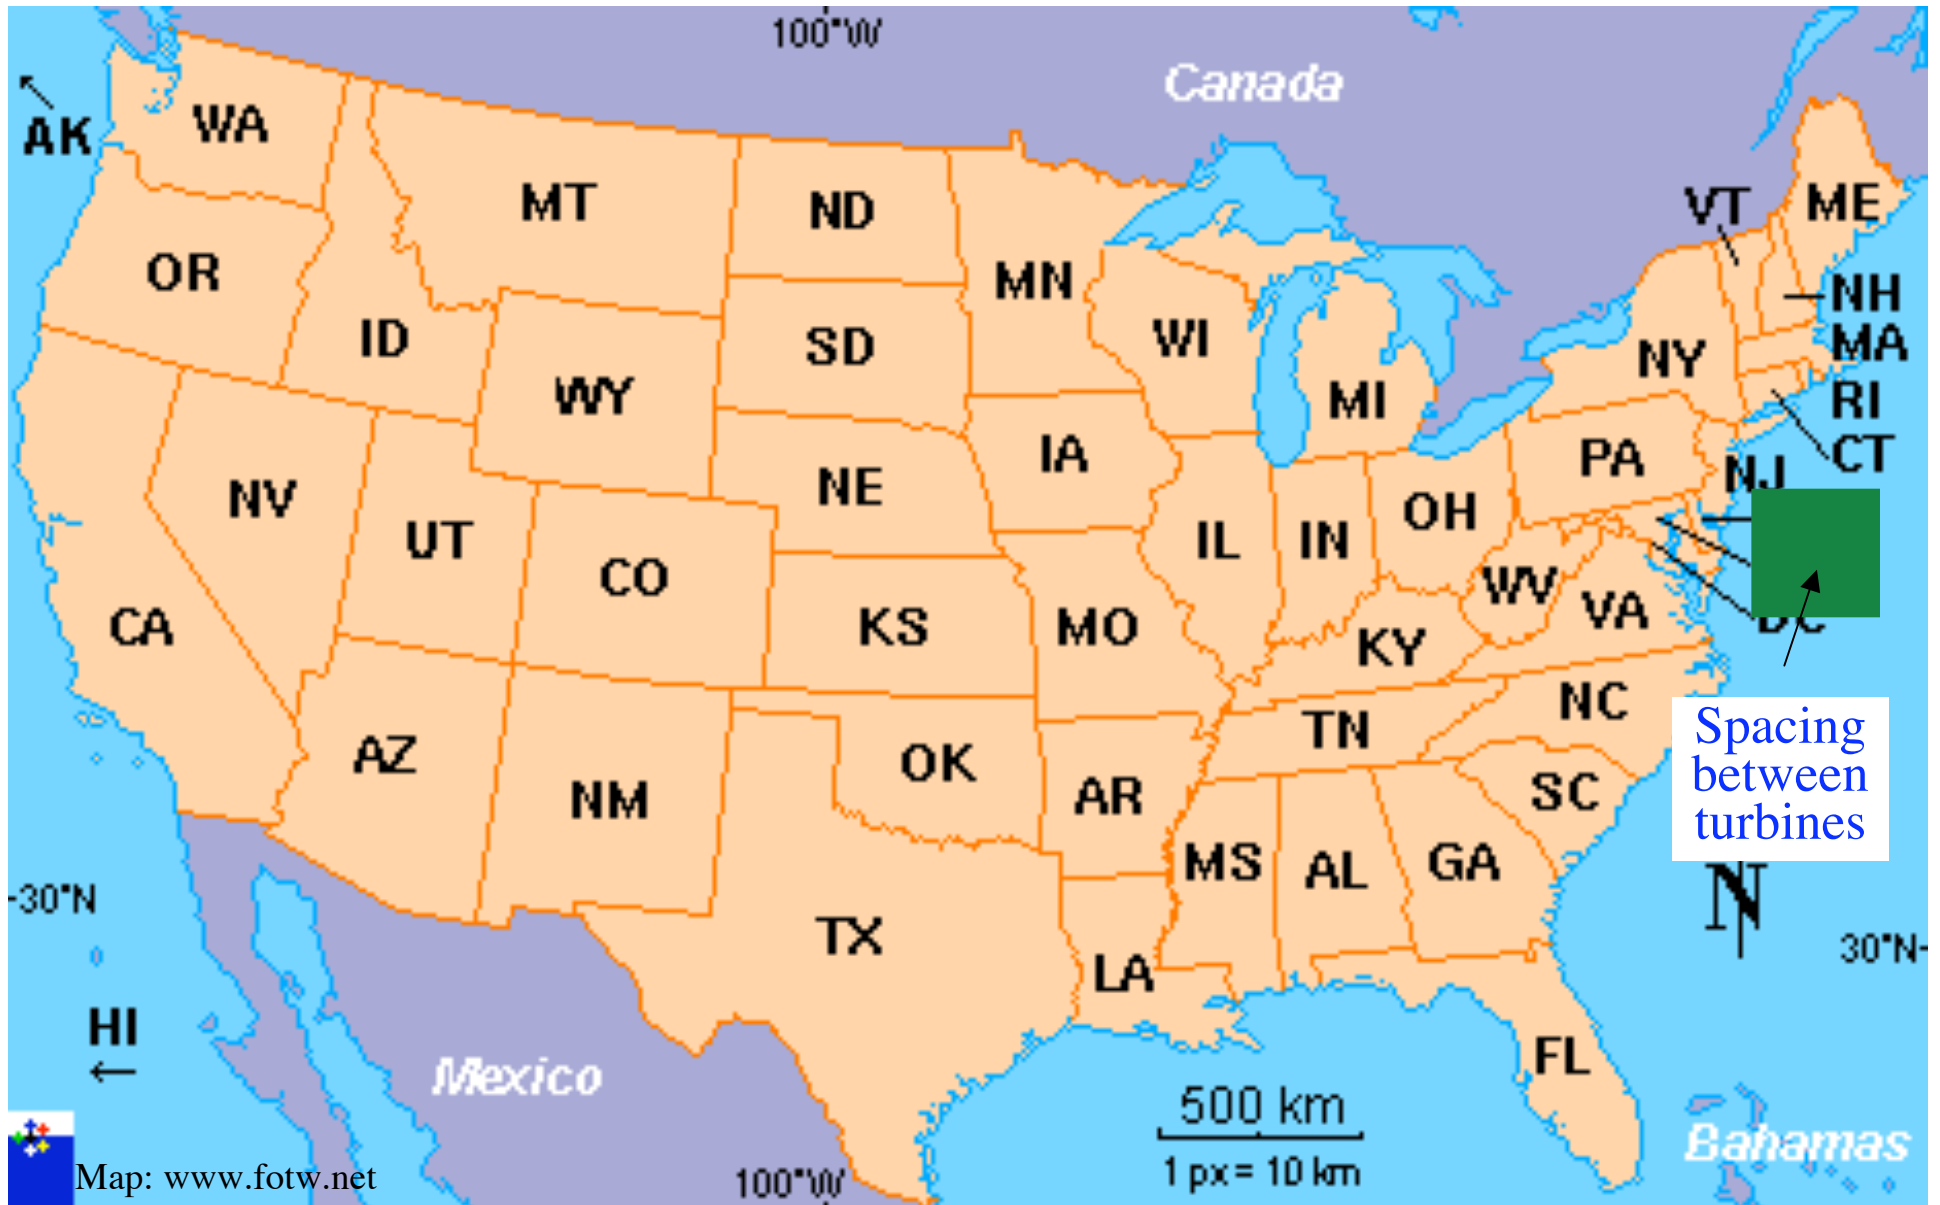 100°W
Canada
AK
WA
MT
ND
VT
ME
OR
MN
NH
ID
SD
WI
MA
NY
WY
MI
RI
IA
PA
CT
NV
NE
NJ
UT
CO
IL
IN
OH
CA
KS
MO
WV
VA
DC
KY
AZ
NM
OK
TN
NC
Spacing
between
turbines
AR
SC
MS
AL
GA
N
30°N
TX
30°N
LA
HI
FL
Mexico
500 km
1 px = 10 km
Bahamas
Map: www.fotw.net
100°W